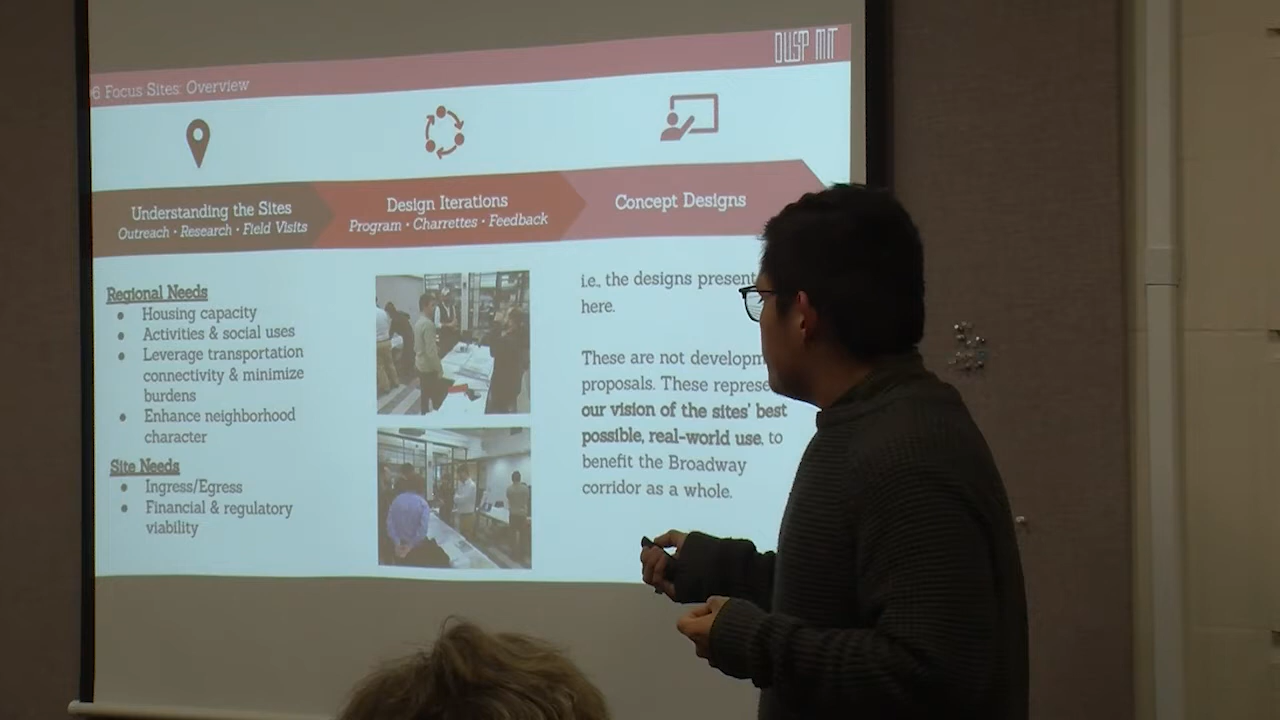 DUSP MIT
6 Focus Sites: Overview
Understanding the Sites
Outreach • Research • Field Visits
Design Iterations
Program • Charrettes • Feedback
Concept Designs
Regional Needs
● Housing capacity
● Activities & social uses
● Leverage transportation
connectivity & minimize
burdens
● Enhance neighborhood
character
Site Needs
● Ingress/Egress
● Financial & regulatory
viability
i.e., the designs present
here.
These are not developm
proposals. These represe
our vision of the sites' best
possible, real-world use, to
benefit the Broadway
corridor as a whole.